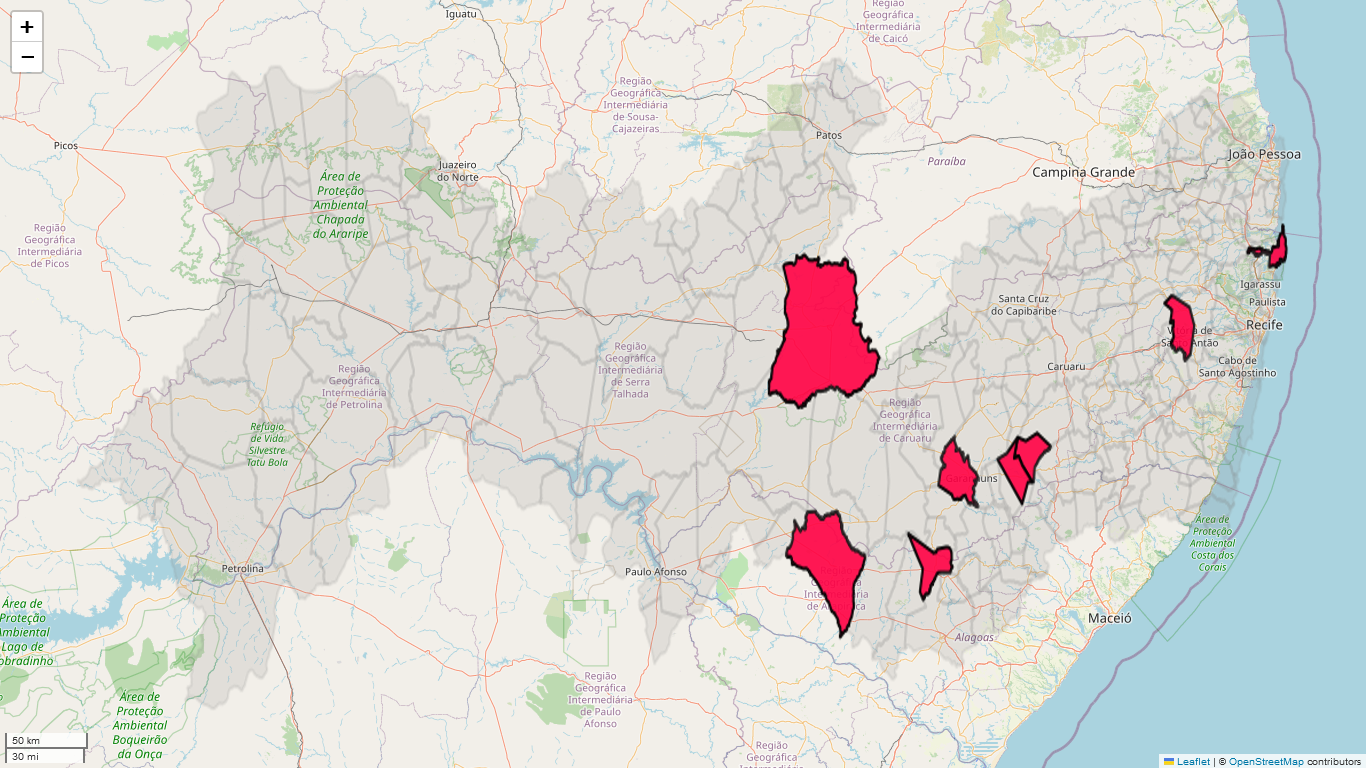 +
−
Iguatu
Região
Geográfica
Intermediária
de Caicó
Região
Geográfica
Intermediária
de Sousa-
Cajazeiras
Patos
Picos
Juazeiro
do Norte
Paraíba
Campina Grande
João Pessoa
Área de
Proteção
Ambiental
Chapada
do Araripe
Região
Geográfica
Intermediária
de Picos
Igarassu
Paulista
Recife
Santa Cruz
do Capibaribe
Vitória de
Santo Antão
Cabo de
Santo Agostinho
Caruaru
Região
Geográfica
Intermediária
de Serra
Talhada
Região
Geográfica
Intermediária
de Petrolina
Região
Geográfica
Intermediária
de Caruaru
Refúgio
de Vida
Silvestre
Tatu Bola
Garanhuns
Área de
Proteção
Ambiental
Costa dos
Corais
Petrolina
Paulo Afonso
Região
Geográfica
Intermediária
de Arapiraca
Área de
Proteção
Ambiental
Lago de
obradinho
Maceió
Alagoas
Região
Geográfica
Intermediária
de Paulo
Afonso
Área de
Proteção
Ambiental
Boqueirão
da Onça
Região
Geográfica
Intermediária
50 km
30 mi
Leaflet | © OpenStreetMap contributors